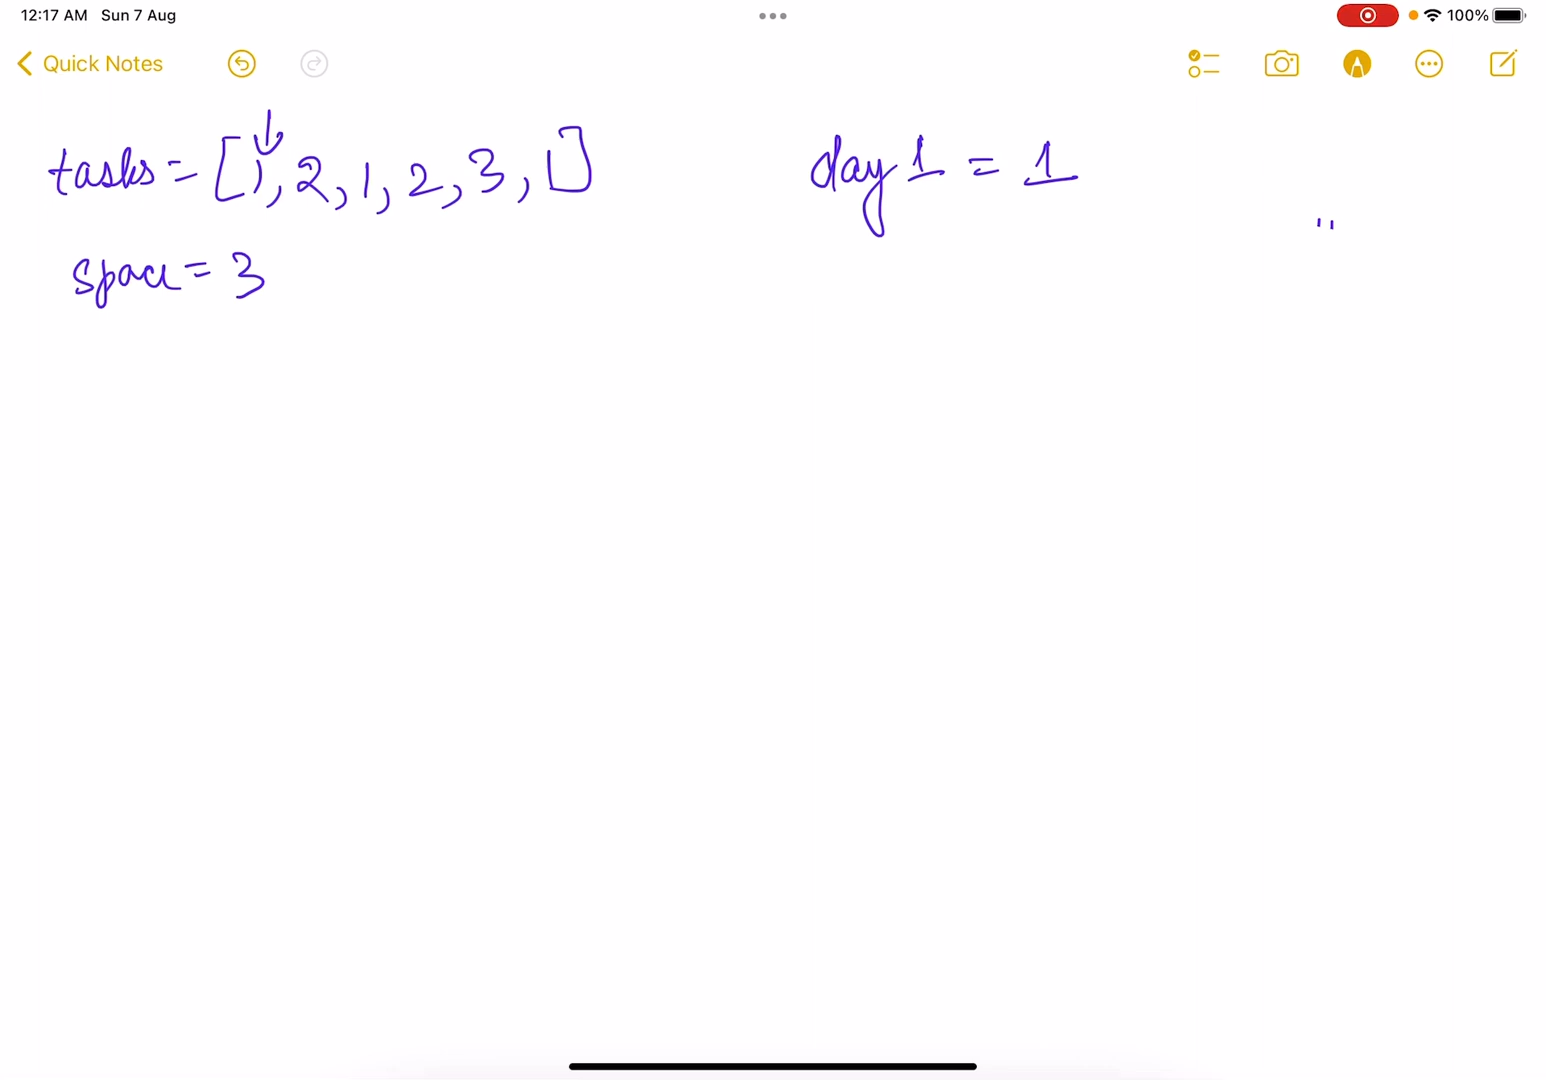 12:17 AM Sun 7 Aug
100%
Quick Notes
tasks = [1, 2, 1, 2, 3, 1]
day 1 = 1
space = 3